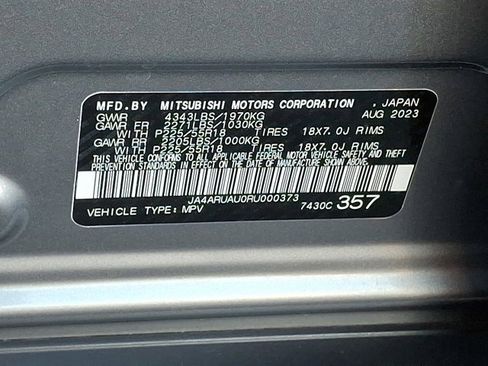 MFD.BY MITSUBISHI MOTORS CORPORATION , JAPAN
GVWR 4343LBS/1970KG AUG 2023
GAWR FR 2271LBS/1030KG
WITH P225/55R18 TIRES 18X7.0J RIMS
GAWR RR 2205LBS/1000KG
WITH P225/55R18 TIRES 18X7.0J RIMS
THIS VEHICLE CONFORMS TO ALL APPLICABLE FEDERAL MOTOR VEHICLE SAFETY AND THEFT
PREVENTION STANDARDS IN EFFECT ON THE DATE OF MANUFACTURE SHOWN ABOVE.
JA4ARUAU0RU000373
VEHICLE TYPE: MPV 7430C 357